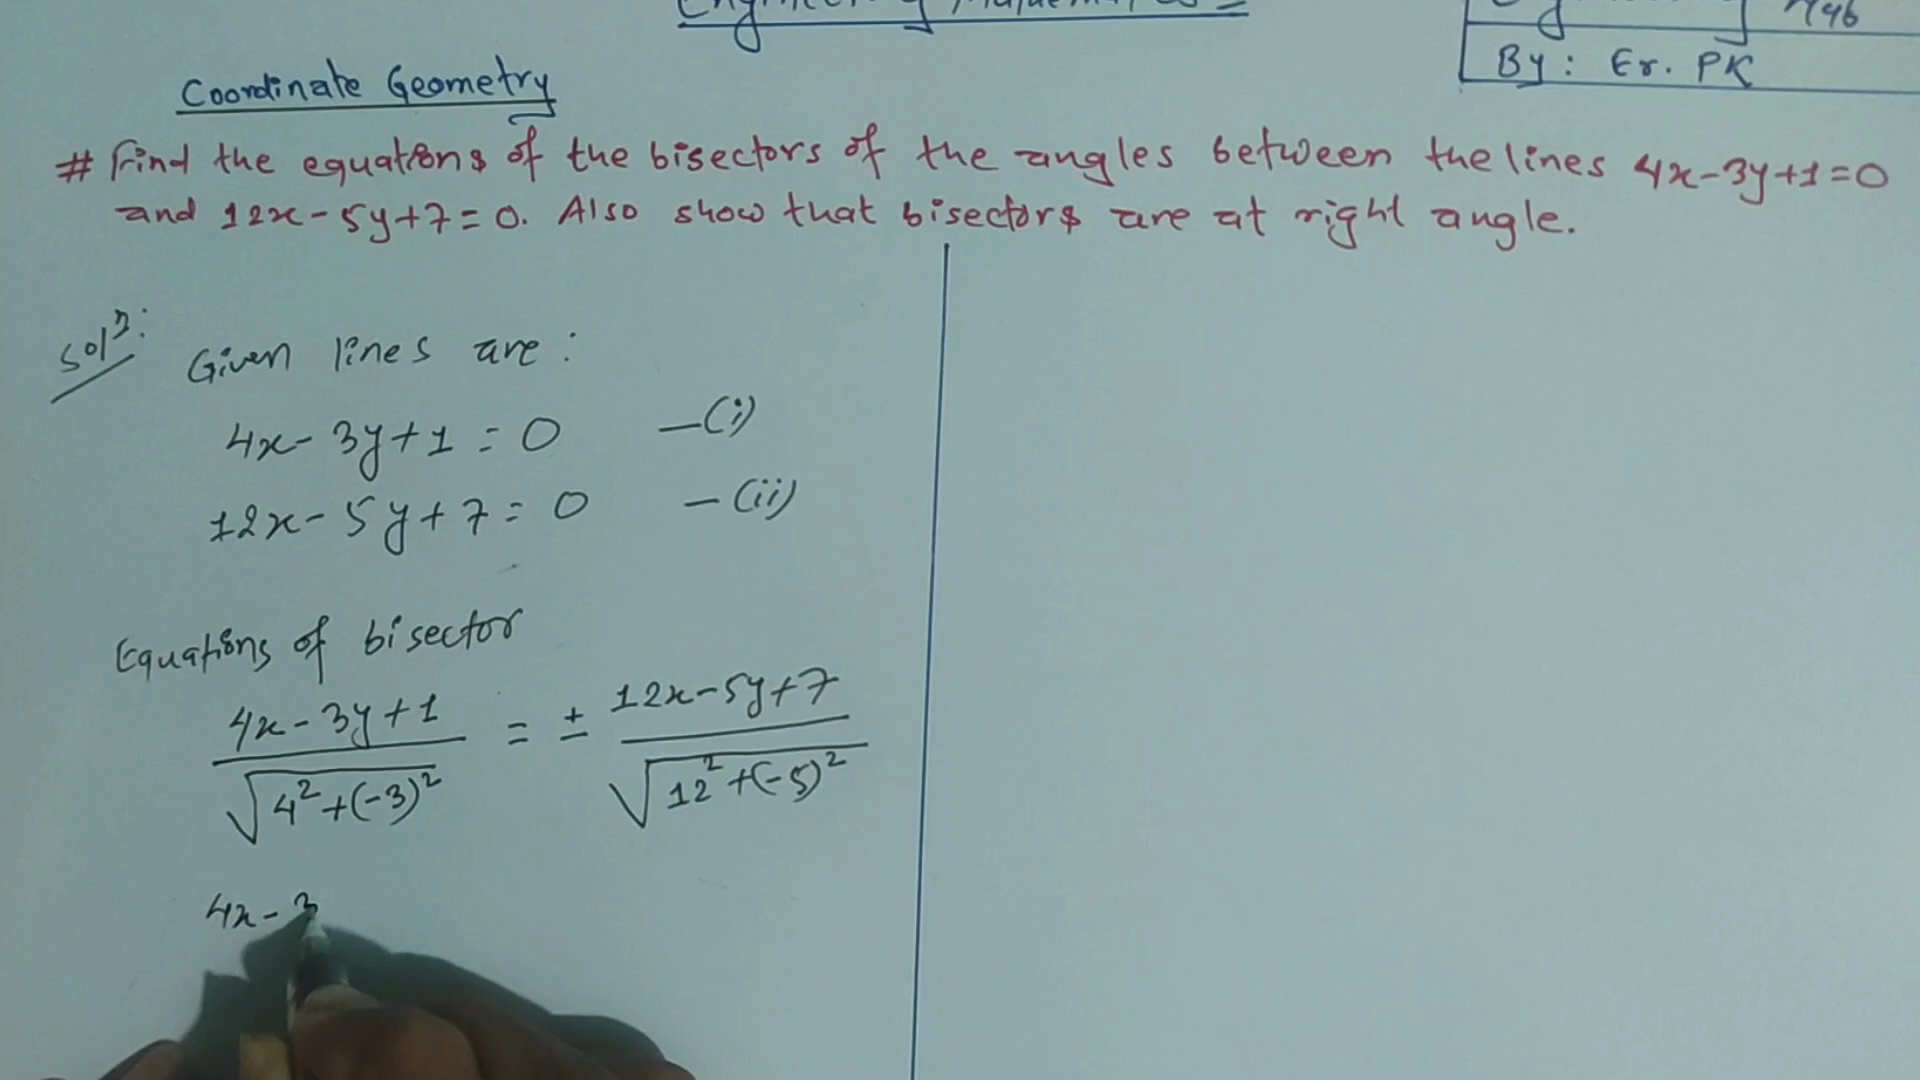 Engineering Mathematics
By: Er. PK
Coordinate Geometry
# Find the equations of the bisectors of the angles between the lines 4x-3y+1=0
and 12x-5y+7=0. Also show that bisectors are at right angle.
Solⁿ:
Given lines are:
4x-3y+1=0 —(i)
12x-5y+7=0 —(ii)
Equations of bisector
(4x-3y+1)/√(4²+(-3)²) = ± (12x-5y+7)/√(12²+(-5)²)
4x-3